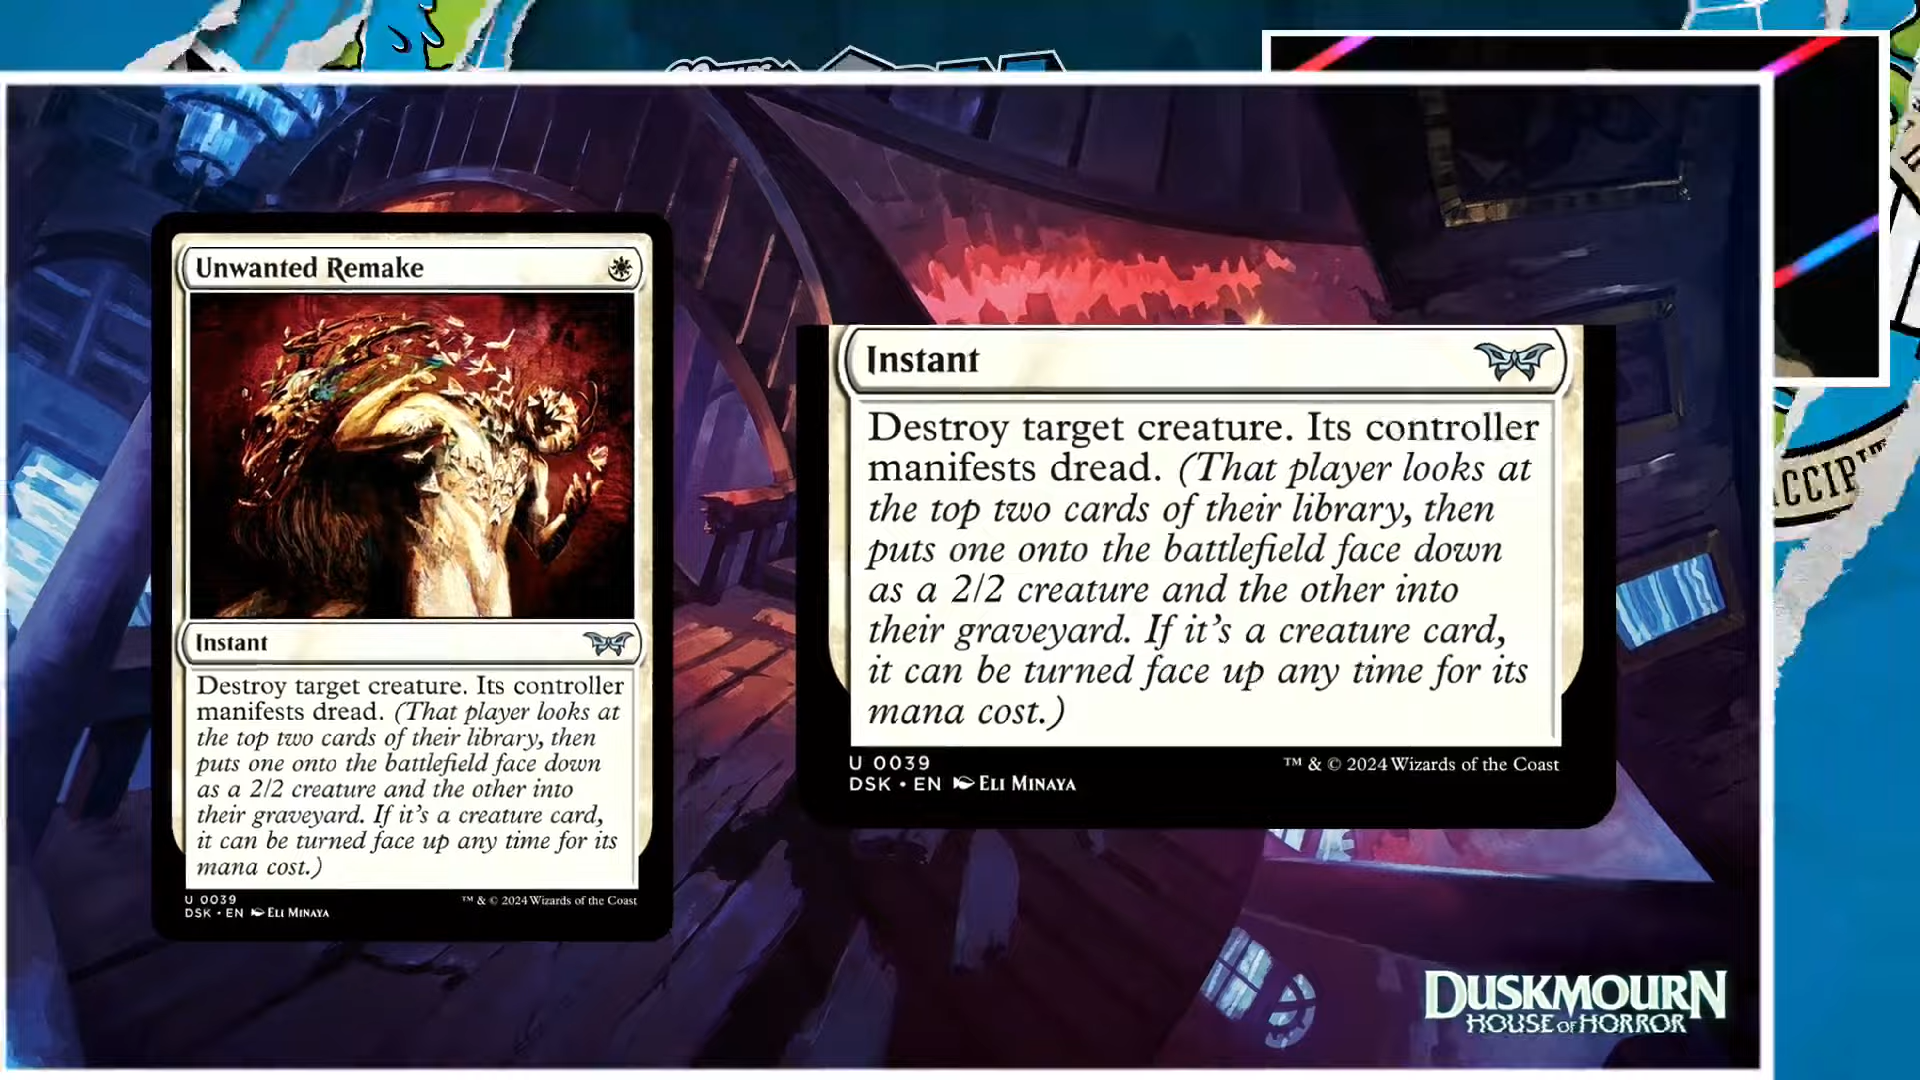 Unwanted Remake
Instant
Destroy target creature. Its controller
manifests dread. (That player looks at
the top two cards of their library, then
puts one onto the battlefield face down
as a 2/2 creature and the other into
their graveyard. If it's a creature card,
it can be turned face up any time for its
mana cost.)
U 0039
DSK • EN ELI MINAYA
™ & © 2024 Wizards of the Coast
Instant
Destroy target creature. Its controller
manifests dread. (That player looks at
the top two cards of their library, then
puts one onto the battlefield face down
as a 2/2 creature and the other into
their graveyard. If it's a creature card,
it can be turned face up any time for its
mana cost.)
U 0039
DSK • EN ELI MINAYA
™ & © 2024 Wizards of the Coast
DUSKMOURN
HOUSE OF HORROR